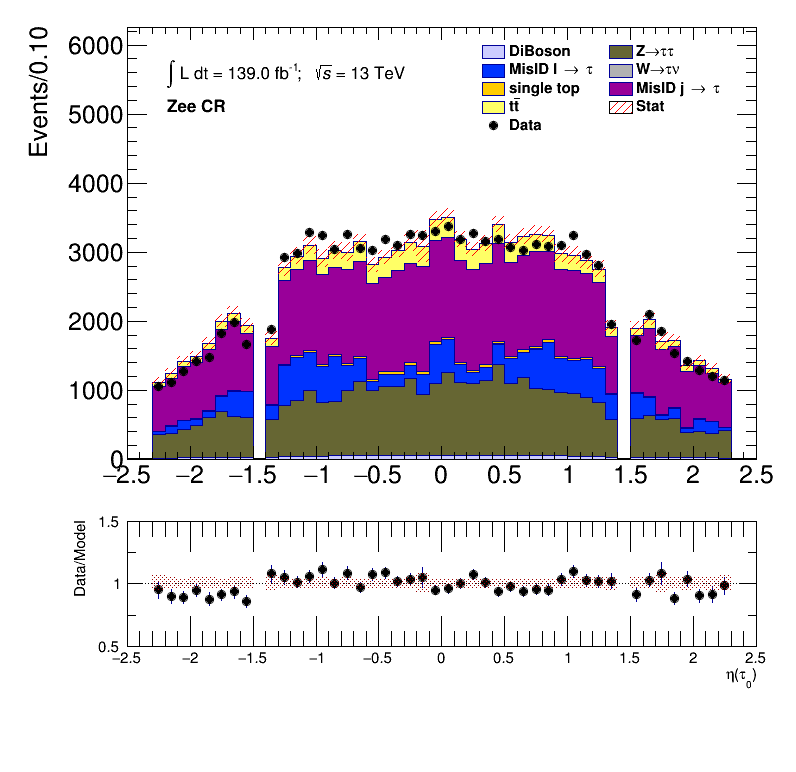 Events/0.10
6000
5000
4000
3000
2000
1000
0
∫ L dt = 139.0 fb⁻¹; √s = 13 TeV
Zee CR
DiBoson
Z→ττ
MisID l → τ
W→τν
single top
MisID j → τ
tt̄
Stat
Data
−2.5 −2 −1.5 −1 −0.5 0 0.5 1 1.5 2 2.5
Data/Model
1.5
1
0.5
−2.5 −2 −1.5 −1 −0.5 0 0.5 1 1.5 2 2.5
η(τ₀)